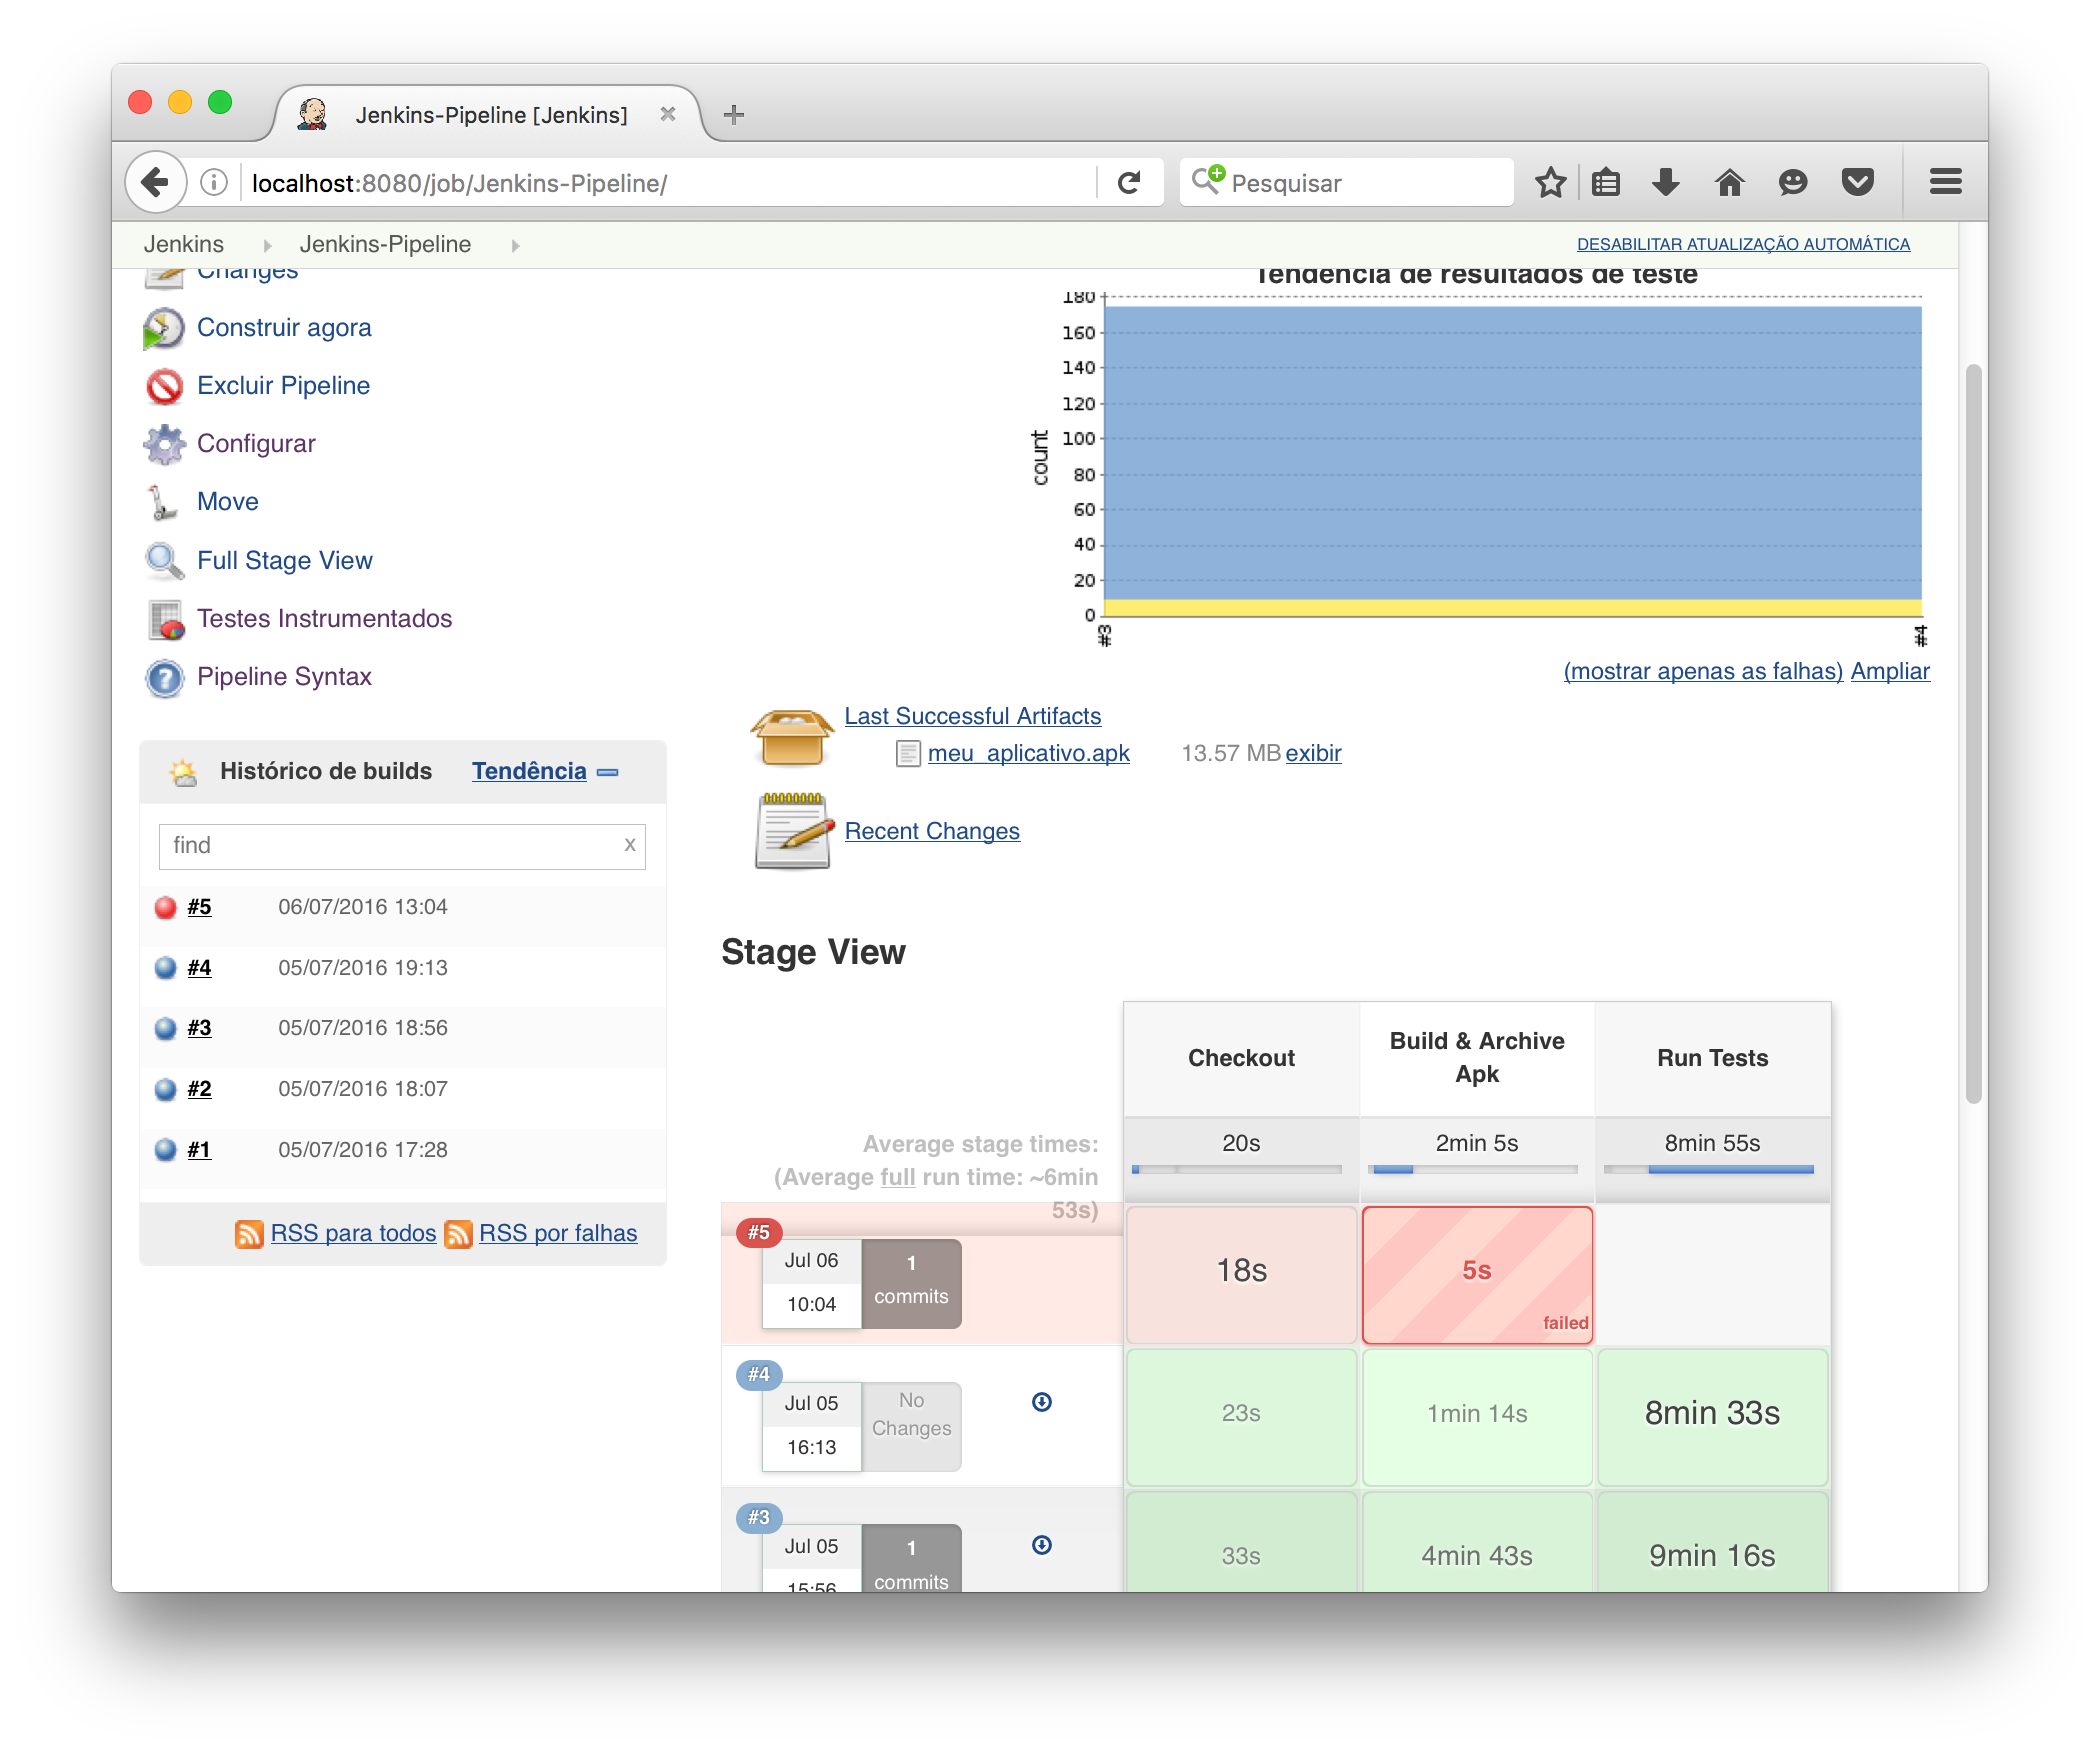 Jenkins-Pipeline [Jenkins]
localhost:8080/job/Jenkins-Pipeline/
Pesquisar
Jenkins
Jenkins-Pipeline
DESABILITAR ATUALIZAÇÃO AUTOMÁTICA
Changes
Construir agora
Excluir Pipeline
Configurar
Move
Full Stage View
Testes Instrumentados
Pipeline Syntax
Histórico de builds
Tendência
find
x
#5 06/07/2016 13:04
#4 05/07/2016 19:13
#3 05/07/2016 18:56
#2 05/07/2016 18:07
#1 05/07/2016 17:28
RSS para todos RSS por falhas
Tendência de resultados de teste
180
160
140
120
100
80
60
40
20
0
count
#3
#4
(mostrar apenas as falhas) Ampliar
Last Successful Artifacts
meu_aplicativo.apk 13.57 MB exibir
Recent Changes
Stage View
Checkout
Build & Archive
Apk
Run Tests
Average stage times:
(Average full run time: ~6min
53s)
20s
2min 5s
8min 55s
#5
Jul 06
10:04
1
commits
18s
5s
failed
#4
Jul 05
16:13
No
Changes
23s
1min 14s
8min 33s
#3
Jul 05
15:56
1
commits
33s
4min 43s
9min 16s